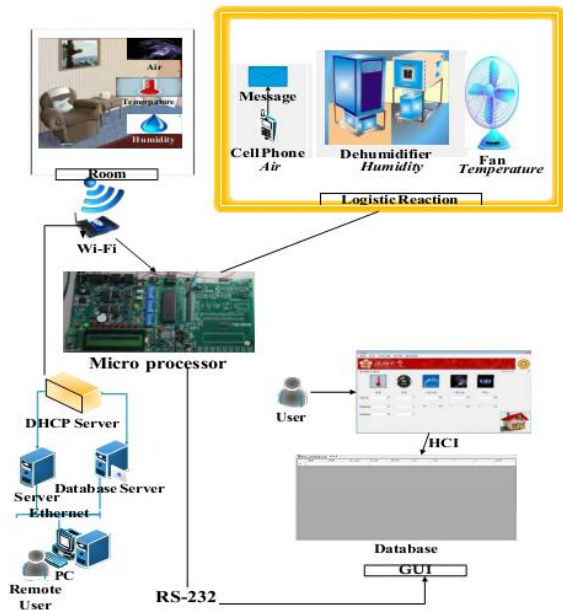 Air
Temerpature
Humidity
Room
Message
Cell Phone
Air
Dehumidifier
Humidity
Fan
Temperature
Logistic Reaction
Wi-Fi
Micro processor
DHCP Server
Server
Database Server
Ethernet
PC
Remote
User
User
HCI
Database
GUI
RS-232